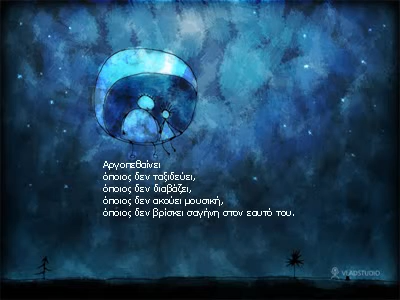 Αργοπεθαίνει
όποιος δεν ταξιδεύει,
όποιος δεν διαβάζει,
όποιος δεν ακούει μουσική,
όποιος δεν βρίσκει σαγήνη στον εαυτό του.
VLADSTUDIO